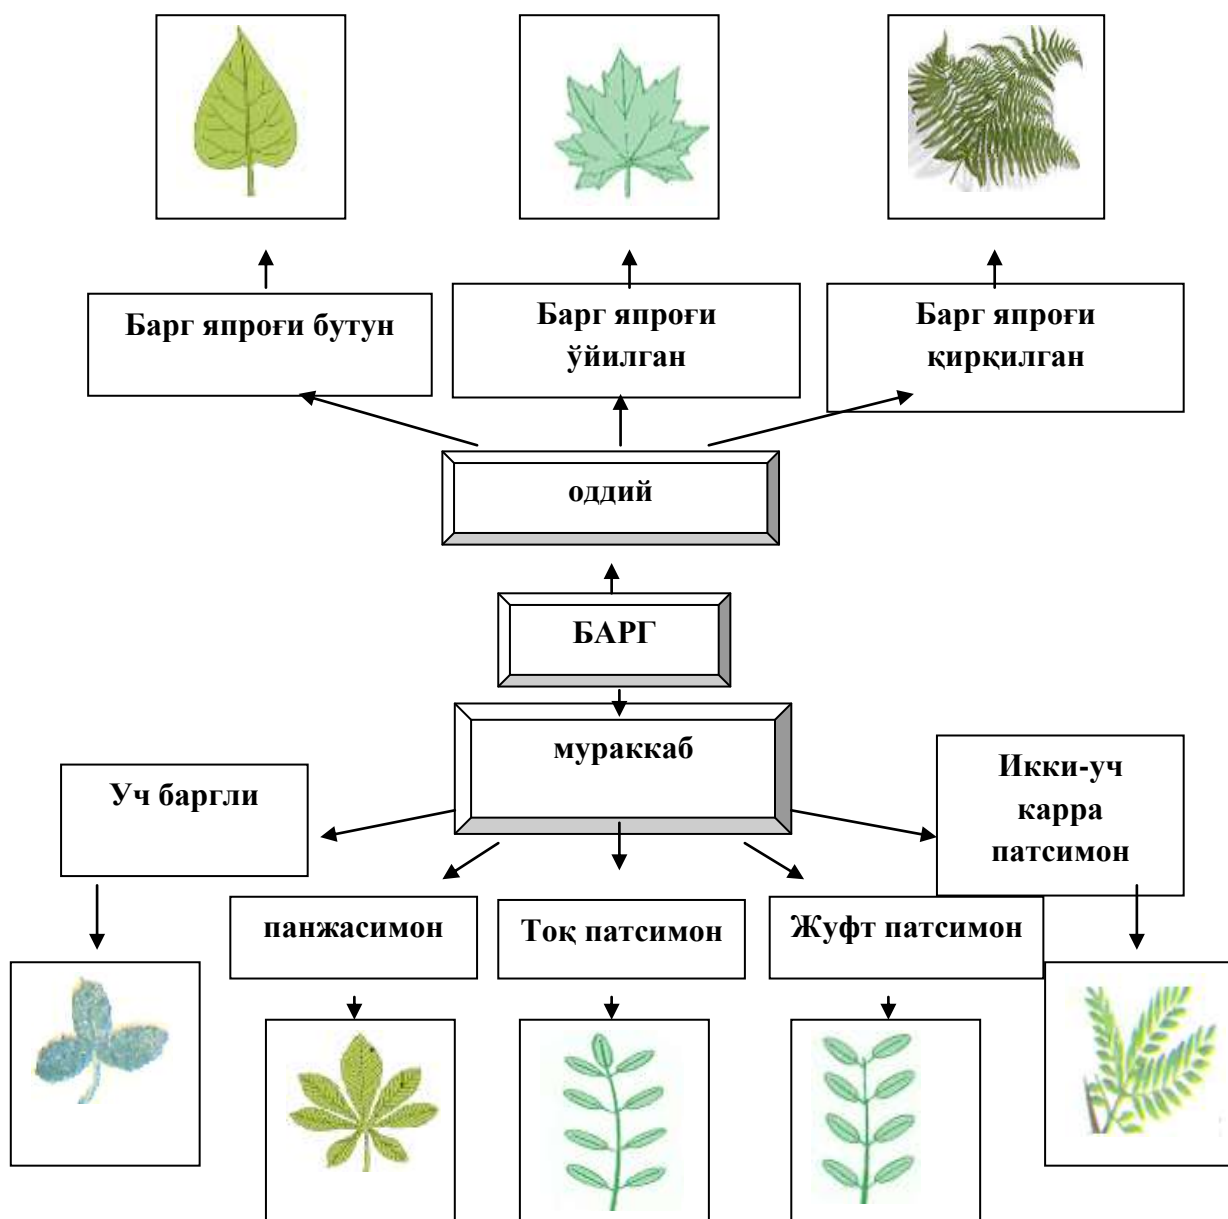 Барг япроғи бутун
Барг япроғи
ўйилган
Барг япроғи
қирқилган
оддий
БАРГ
мураккаб
Уч баргли
Икки-уч
карра
патсимон
панжасимон
Тоқ патсимон
Жуфт патсимон